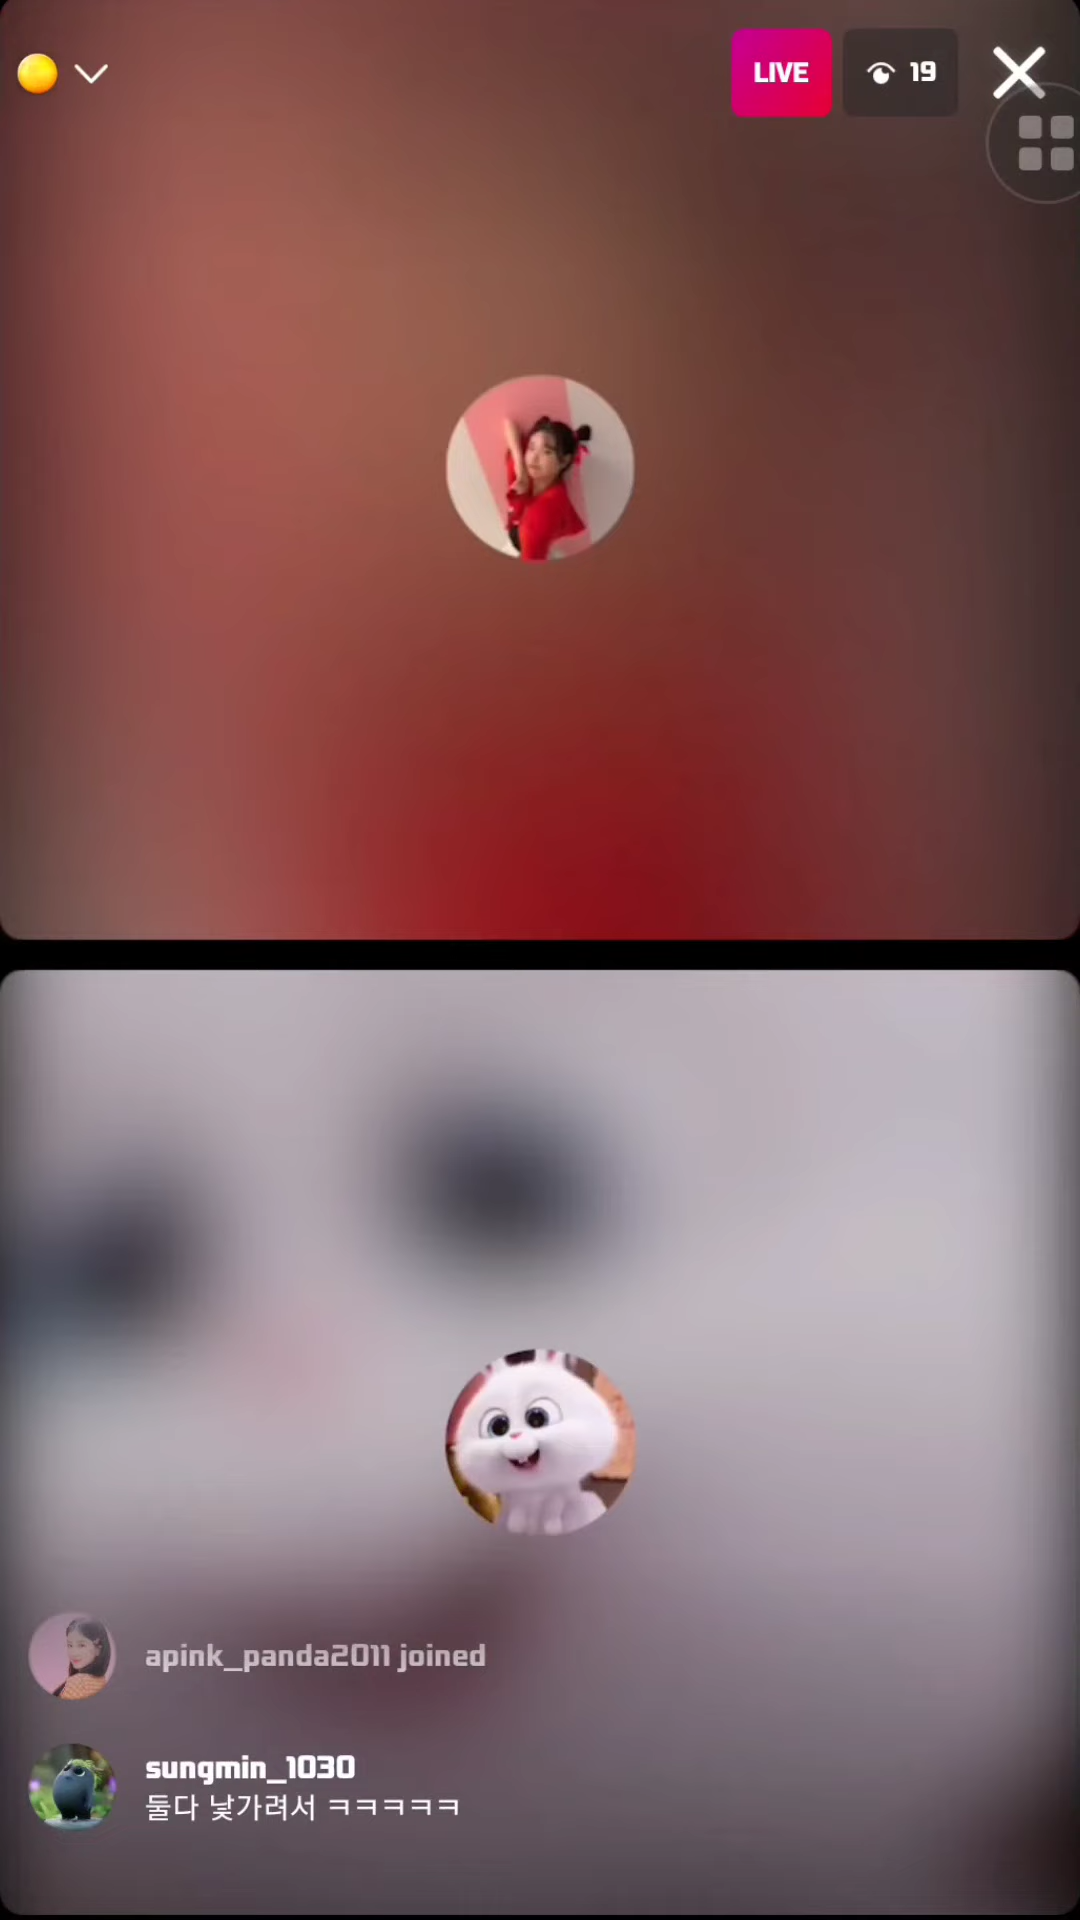 LIVE
19
apink_panda2011 joined
sungmin_1030
둘다 낯가려서 ㅋㅋㅋㅋㅋ